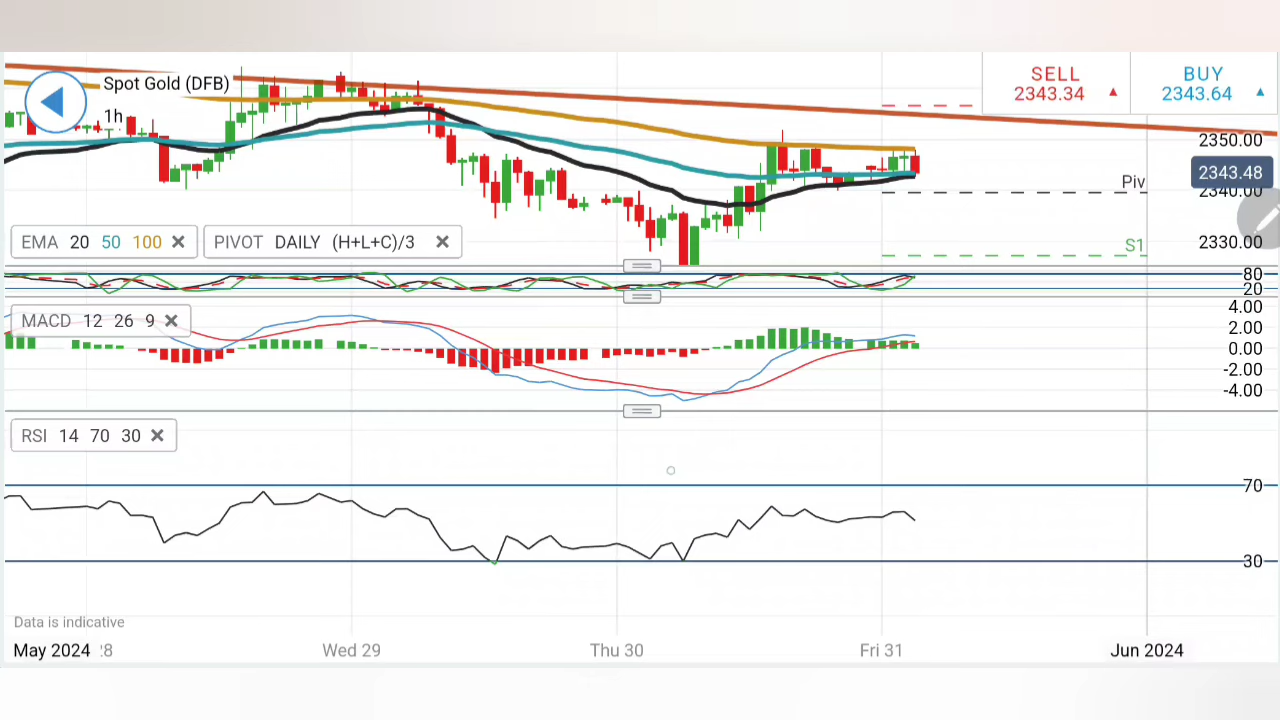 Spot Gold (DFB)
1h
SELL
2343.34
BUY
2343.64
2350.00
2343.48
2340.00
Piv
2330.00
S1
EMA 20 50 100
PIVOT DAILY (H+L+C)/3
80
20
MACD 12 26 9
4.00
2.00
0.00
-2.00
-4.00
RSI 14 70 30
70
30
Data is indicative
May 2024
Wed 29
Thu 30
Fri 31
Jun 2024